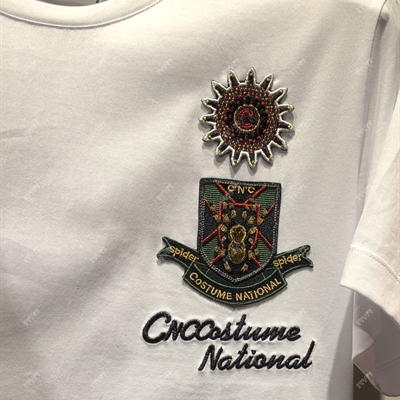 C'N'C
spider spider
COSTUME NATIONAL
CNCCostume
National